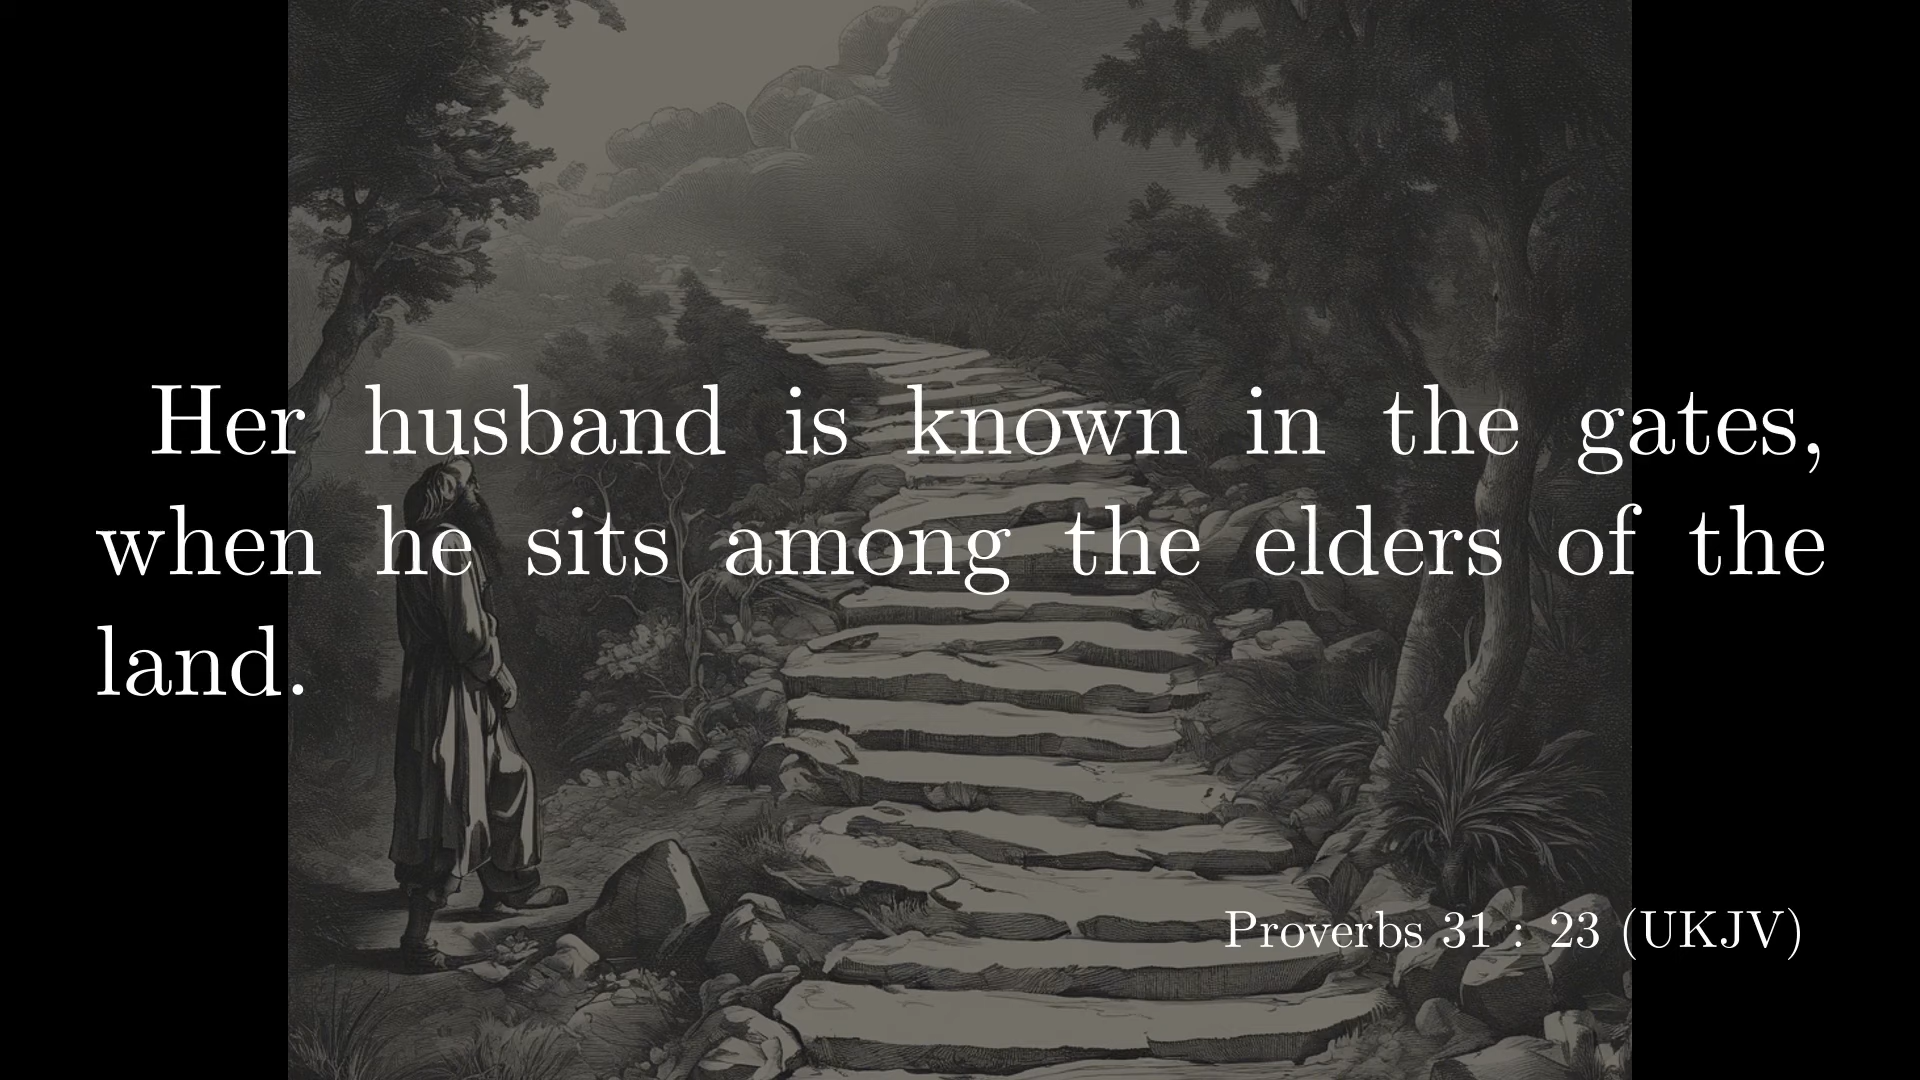 Her husband is known in the gates,
when he sits among the elders of the
land.
Proverbs 31 : 23 (UKJV)